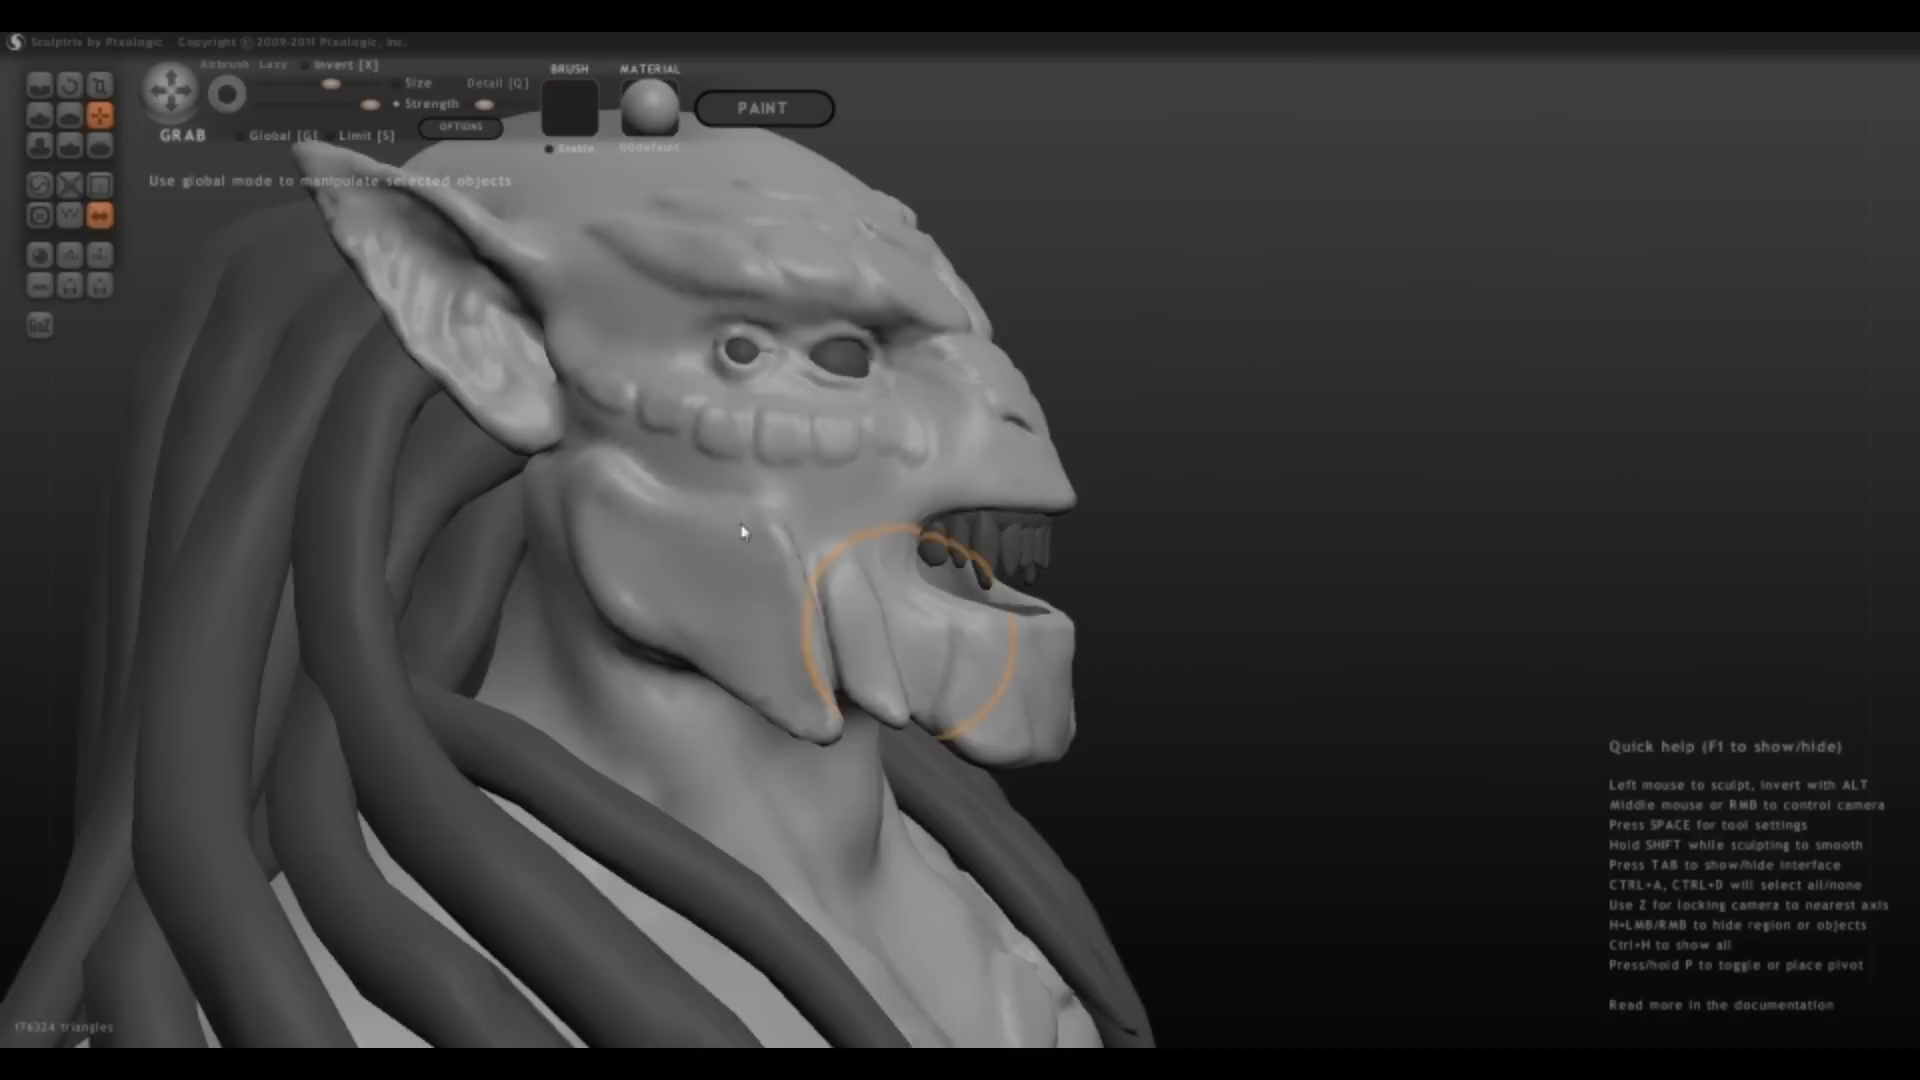 Sculptris by Pixologic Copyright © 2009-2011 Pixologic, Inc.
Airbrush Lazy Invert [X]
BRUSH MATERIAL
Size Detail [Q]
Strength
PAINT
OPTIONS
GRAB Global [G] Limit [S]
Enable 00default
Use global mode to manipulate selected objects
GoZ
Quick help (F1 to show/hide)
Left mouse to sculpt, invert with ALT
Middle mouse or RMB to control camera
Press SPACE for tool settings
Hold SHIFT while sculpting to smooth
Press TAB to show/hide interface
CTRL+A, CTRL+D will select all/none
Use Z for locking camera to nearest axis
H+LMB/RMB to hide region or objects
Ctrl+H to show all
Press/hold P to toggle or place pivot
Read more in the documentation
176324 triangles